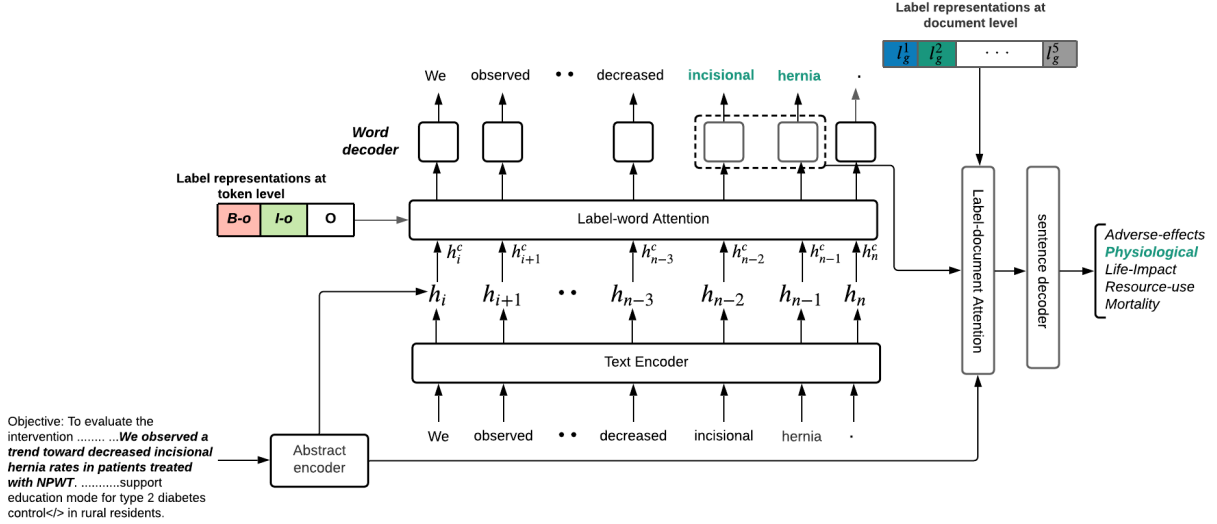 Label representations at
document level
l_g^1 l_g^2 · · · l_g^5
We observed •• decreased incisional hernia .
Word
decoder
Label representations at
token level
B-o I-o O
Label-word Attention
h_i^c h_{i+1}^c h_{n-3}^c h_{n-2}^c h_{n-1}^c h_n^c
h_i h_{i+1} •• h_{n-3} h_{n-2} h_{n-1} h_n
Text Encoder
We observed •• decreased incisional hernia .
Label-document Attention
sentence decoder
Adverse-effects
Physiological
Life-Impact
Resource-use
Mortality
Objective: To evaluate the
intervention ........ ...We observed a
trend toward decreased incisional
hernia rates in patients treated
with NPWT. ...........support
education mode for type 2 diabetes
control</> in rural residents.
Abstract
encoder